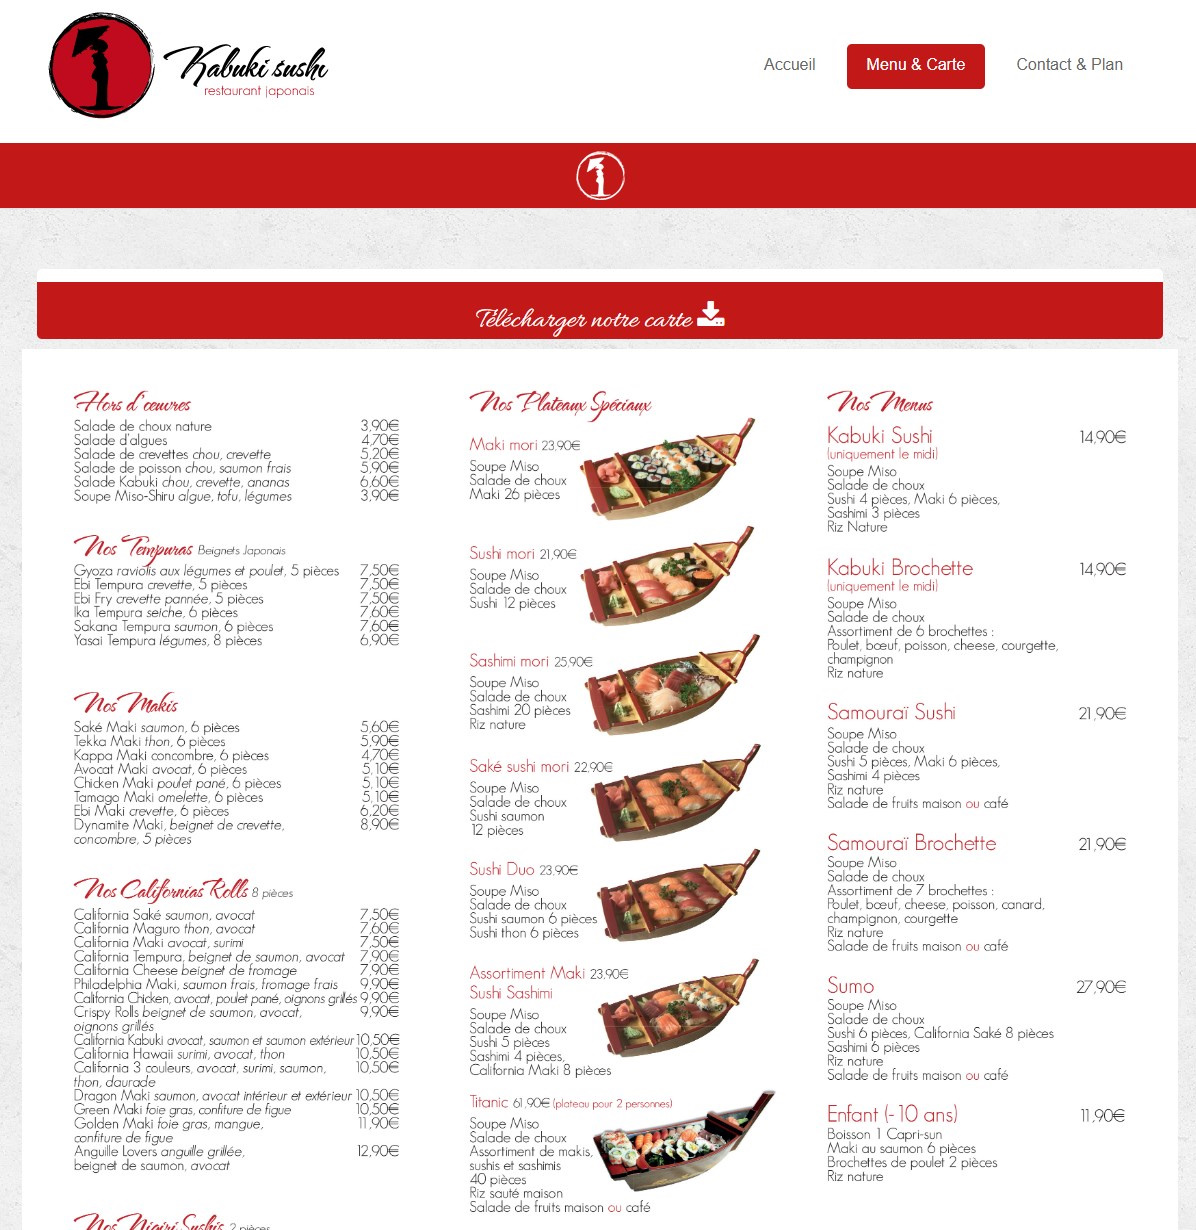 Kabuki sushi
restaurant japonais
Accueil
Menu & Carte
Contact & Plan
Télécharger notre carte
Hors d'œuvres
Salade de choux nature 3,90€
Salade d'algues 4,70€
Salade de crevettes chou, crevette 5,20€
Salade de poisson chou, saumon frais 5,90€
Salade Kabuki chou, crevette, ananas 6,60€
Soupe Miso-Shiru algue, tofu, légumes 3,90€
Nos Tempuras Beignets Japonais
Gyoza raviolis aux légumes et poulet, 5 pièces 7,50€
Ebi Tempura crevette, 5 pièces 7,50€
Ebi Fry crevette pannée, 5 pièces 7,50€
Ika Tempura seiche, 6 pièces 7,60€
Sakana Tempura saumon, 6 pièces 7,60€
Yasai Tempura légumes, 8 pièces 6,90€
Nos Makis
Saké Maki saumon, 6 pièces 5,60€
Tekka Maki thon, 6 pièces 5,90€
Kappa Maki concombre, 6 pièces 4,70€
Avocat Maki avocat, 6 pièces 5,10€
Chicken Maki poulet pané, 6 pièces 5,10€
Tamago Maki omelette, 6 pièces 5,10€
Ebi Maki crevette, 6 pièces 6,20€
Dynamite Maki, beignet de crevette, 8,90€
concombre, 5 pièces
Nos Californias Rolls 8 pièces
California Saké saumon, avocat 7,50€
California Maguro thon, avocat 7,60€
California Maki avocat, surimi 7,50€
California Tempura, beignet de saumon, avocat 7,90€
California Cheese beignet de fromage 7,90€
Philadelphia Maki, saumon frais, fromage frais 9,90€
California Chicken, avocat, poulet pané, oignons grillés 9,90€
Crispy Rolls beignet de saumon, avocat, 9,90€
oignons grillés
California Kabuki avocat, saumon et saumon extérieur 10,50€
California Hawaii surimi, avocat, thon 10,50€
California 3 couleurs, avocat, surimi, saumon, 10,50€
thon, daurade
Dragon Maki saumon, avocat intérieur et extérieur 10,50€
Green Maki foie gras, confiture de figue 10,50€
Golden Maki foie gras, mangue, 11,90€
confiture de figue
Anguille Lovers anguille grillée, 12,90€
beignet de saumon, avocat
Nos Nigiri Sushis 2 pièces
Nos Plateaux Spéciaux
Maki mori 23,90€
Soupe Miso
Salade de choux
Maki 26 pièces
Sushi mori 21,90€
Soupe Miso
Salade de choux
Sushi 12 pièces
Sashimi mori 25,90€
Soupe Miso
Salade de choux
Sashimi 20 pièces
Riz nature
Saké sushi mori 22,90€
Soupe Miso
Salade de choux
Sushi saumon
12 pièces
Sushi Duo 23,90€
Soupe Miso
Salade de choux
Sushi saumon 6 pièces
Sushi thon 6 pièces
Assortiment Maki 23,90€
Sushi Sashimi
Soupe Miso
Salade de choux
Sushi 5 pièces
Sashimi 4 pièces,
California Maki 8 pièces
Titanic 61,90€ (plateau pour 2 personnes)
Soupe Miso
Salade de choux
Assortiment de makis,
sushis et sashimis
40 pièces
Riz sauté maison
Salade de fruits maison ou café
Nos Menus
Kabuki Sushi 14,90€
(uniquement le midi)
Soupe Miso
Salade de choux
Sushi 4 pièces, Maki 6 pièces,
Sashimi 3 pièces
Riz Nature
Kabuki Brochette 14,90€
(uniquement le midi)
Soupe Miso
Salade de choux
Assortiment de 6 brochettes :
Poulet, bœuf, poisson, cheese, courgette,
champignon
Riz nature
Samouraï Sushi 21,90€
Soupe Miso
Salade de choux
Sushi 5 pièces, Maki 6 pièces,
Sashimi 4 pièces
Riz nature
Salade de fruits maison ou café
Samouraï Brochette 21,90€
Soupe Miso
Salade de choux
Assortiment de 7 brochettes :
Poulet, bœuf, cheese, poisson, canard,
champignon, courgette
Riz nature
Salade de fruits maison ou café
Sumo 27,90€
Soupe Miso
Salade de choux
Sushi 6 pièces, California Saké 8 pièces
Sashimi 6 pièces
Riz nature
Salade de fruits maison ou café
Enfant (- 10 ans) 11,90€
Boisson 1 Capri-sun
Maki au saumon 6 pièces
Brochettes de poulet 2 pièces
Riz nature